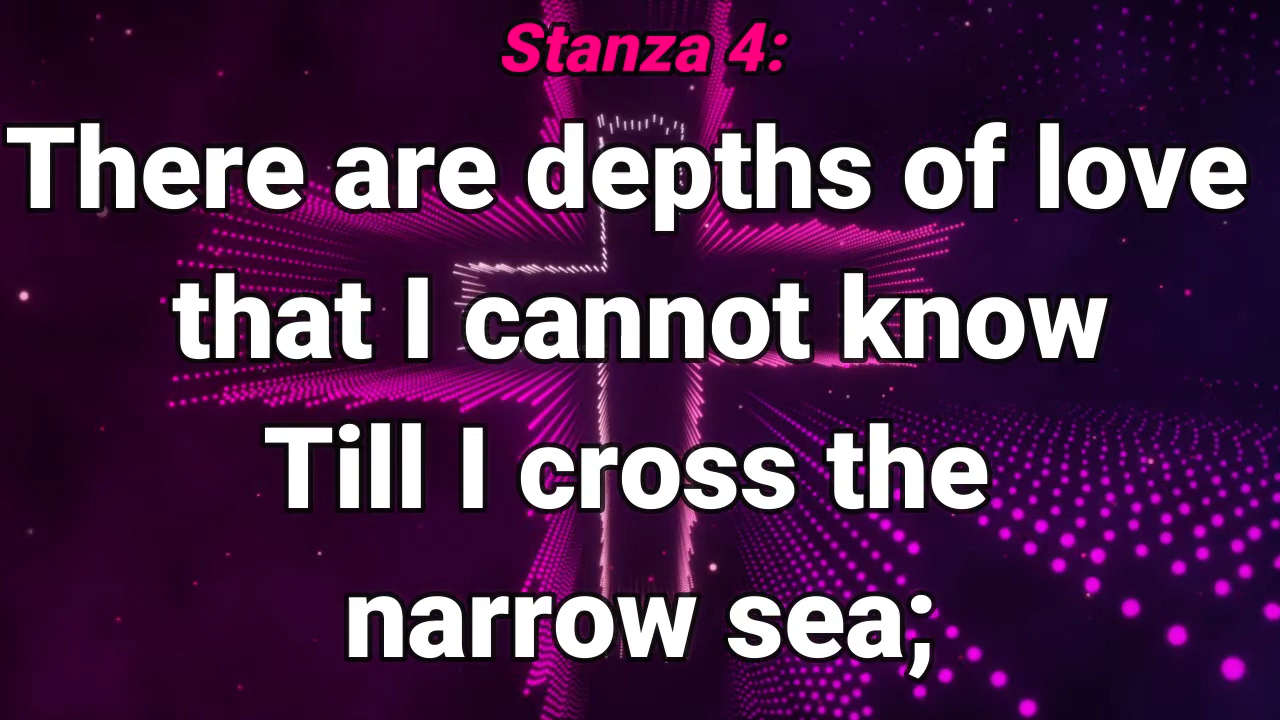 Stanza 4:
There are depths of love
that I cannot know
Till I cross the
narrow sea;